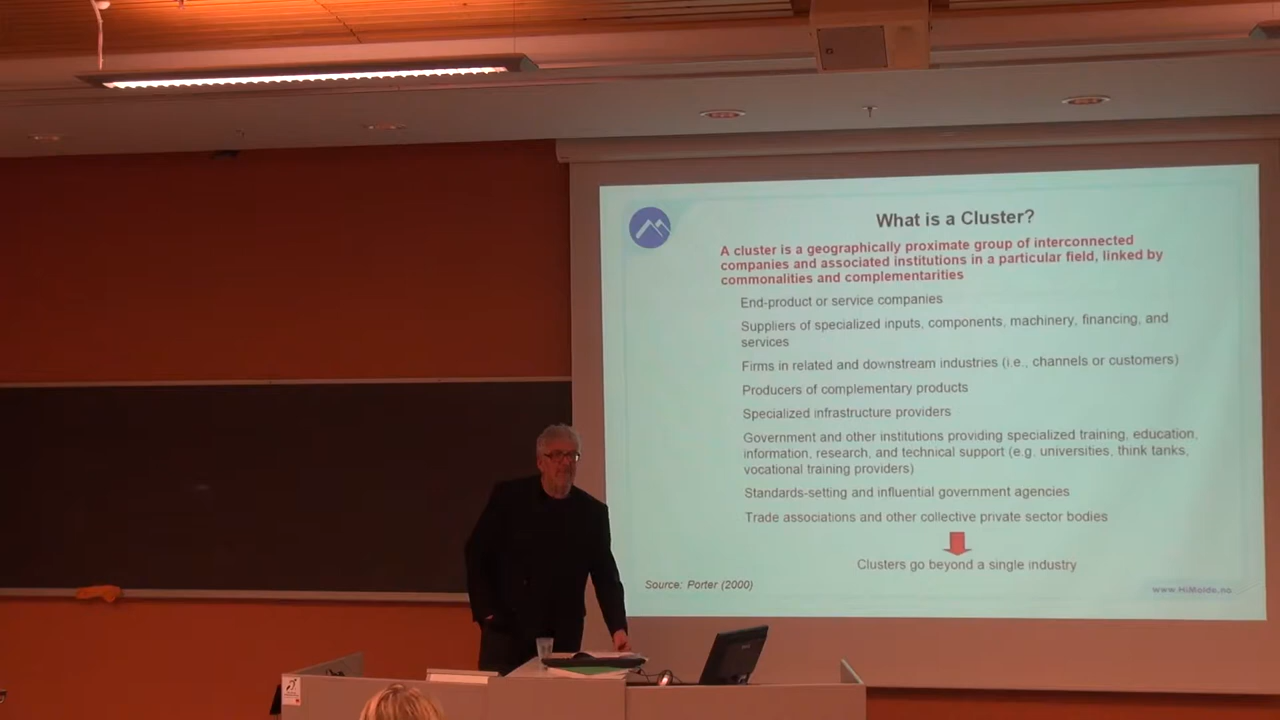 What is a Cluster?
A cluster is a geographically proximate group of interconnected
companies and associated institutions in a particular field, linked by
commonalities and complementarities
End-product or service companies
Suppliers of specialized inputs, components, machinery, financing, and
services
Firms in related and downstream industries (i.e., channels or customers)
Producers of complementary products
Specialized infrastructure providers
Government and other institutions providing specialized training, education,
information, research, and technical support (e.g. universities, think tanks,
vocational training providers)
Standards-setting and influential government agencies
Trade associations and other collective private sector bodies
Clusters go beyond a single industry
Source: Porter (2000)
www.HiMolde.no